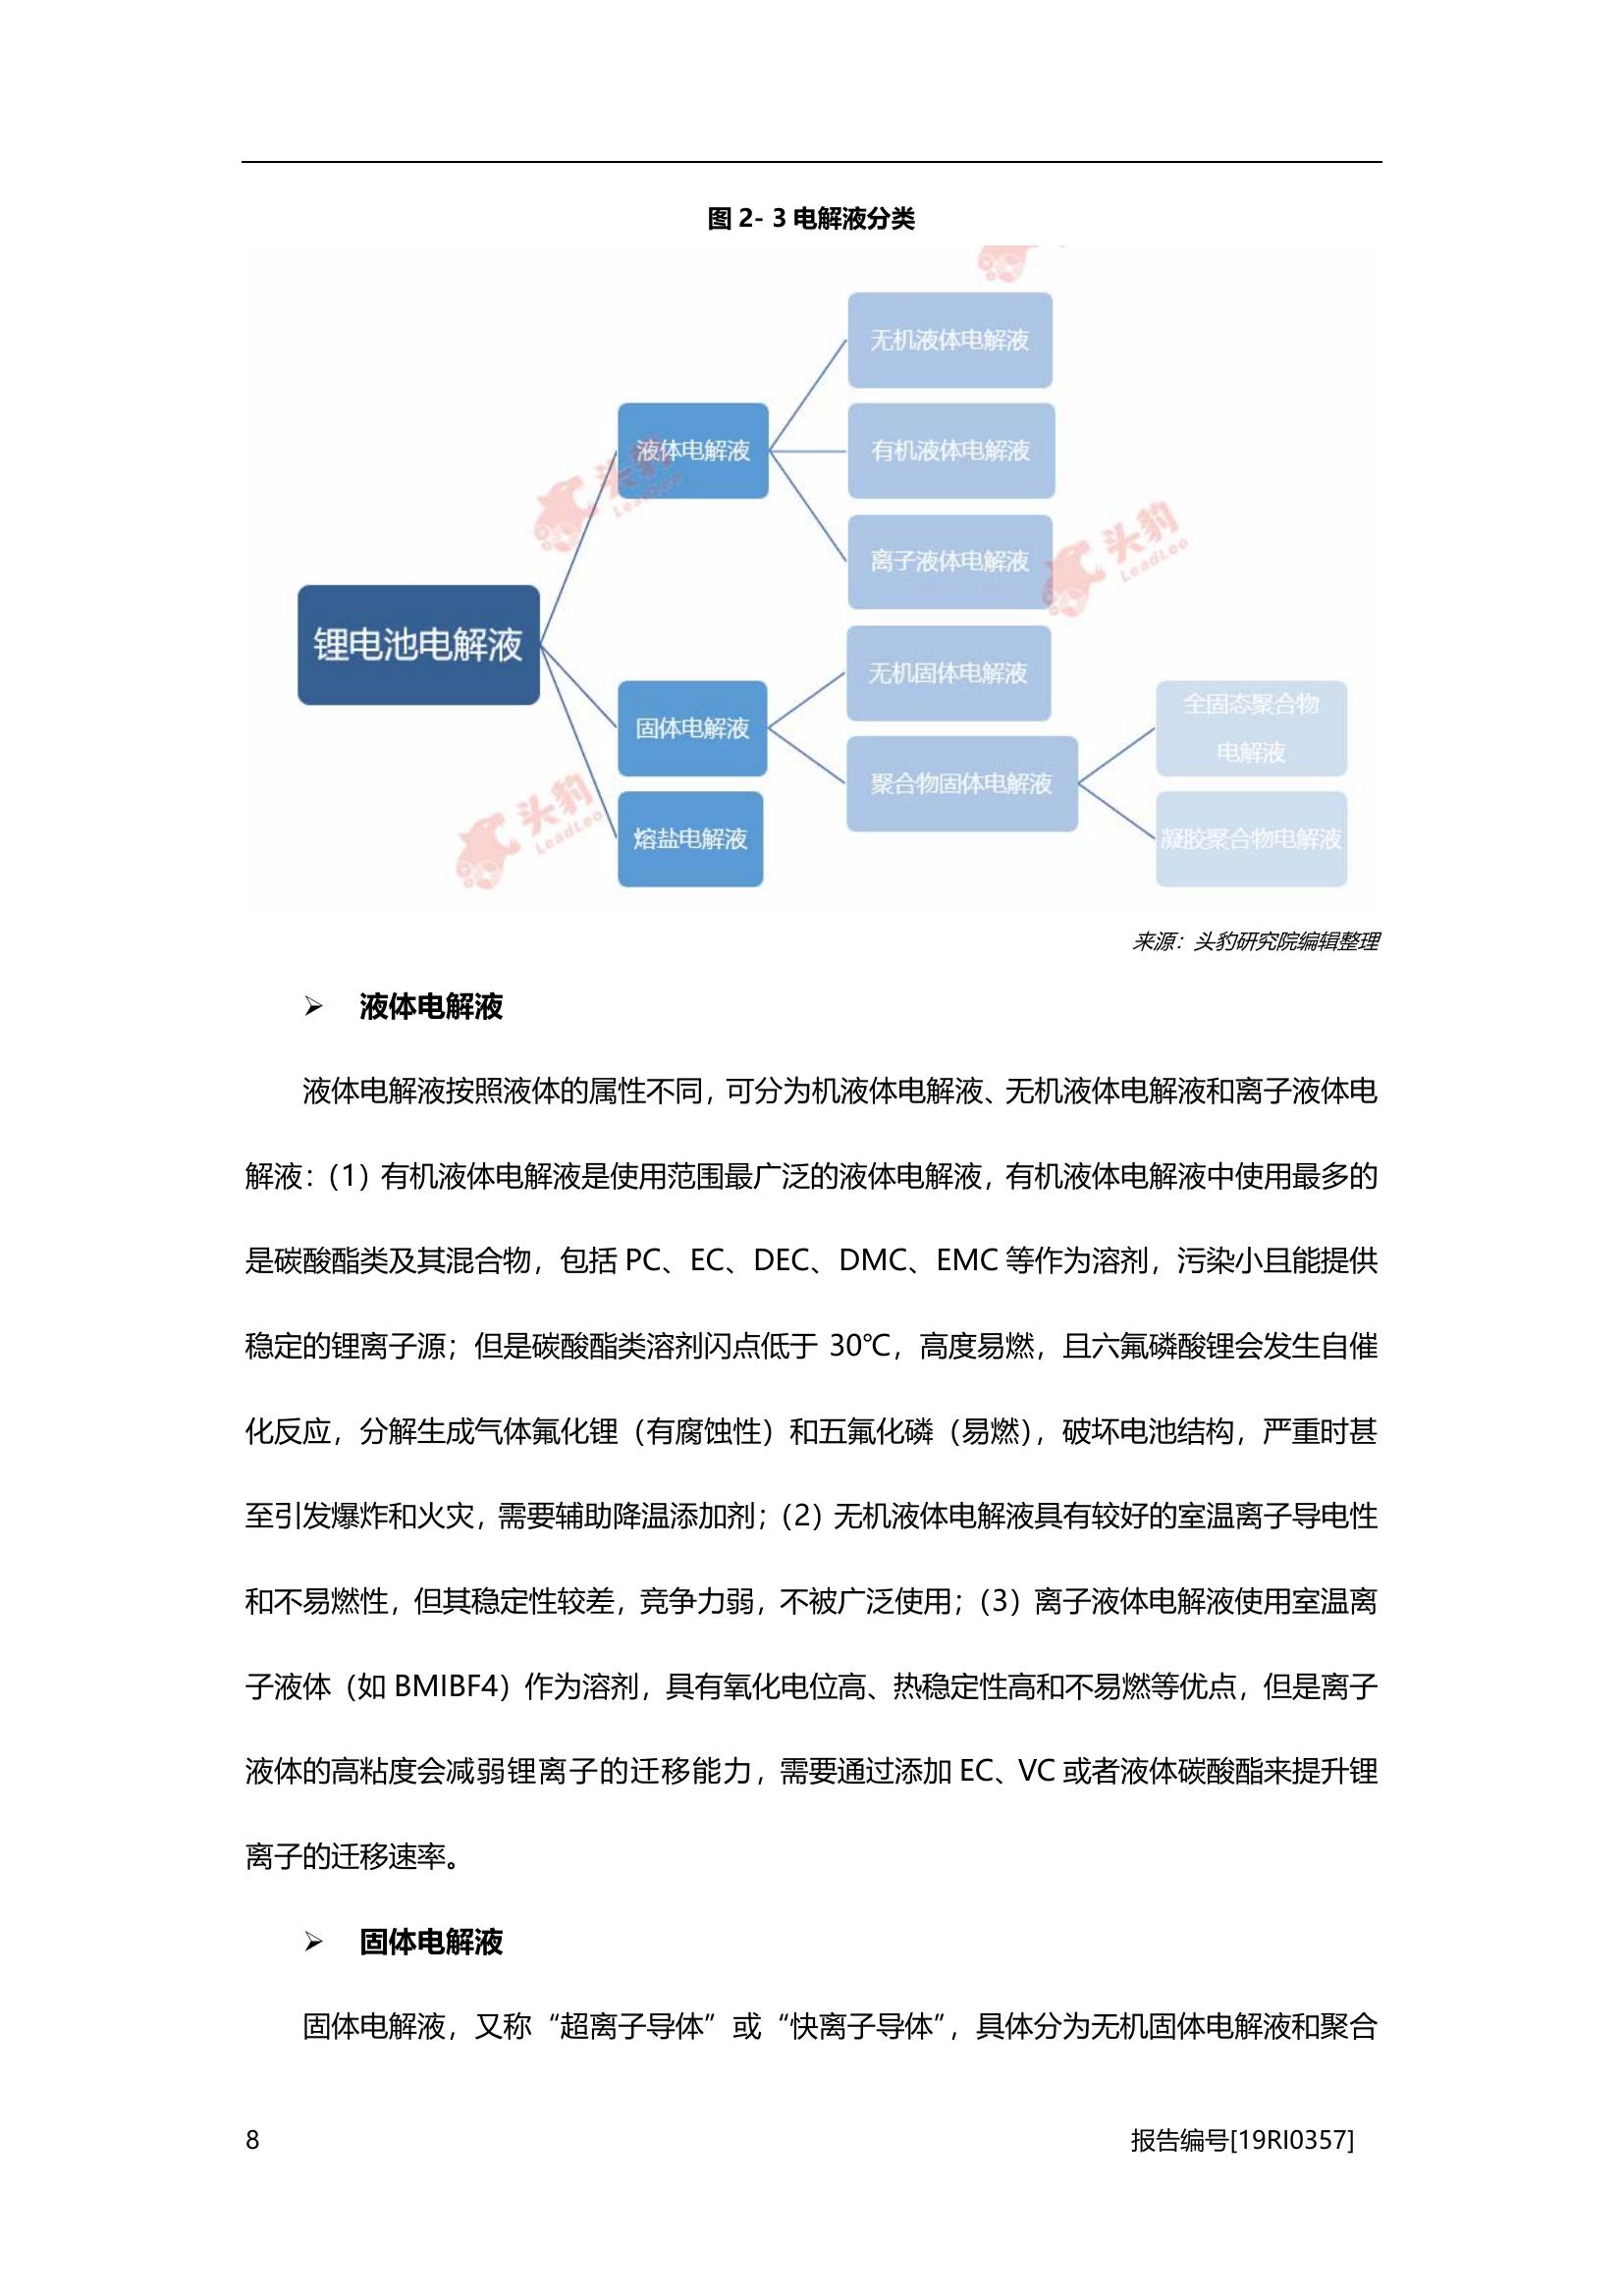 图 2- 3 电解液分类
无机液体电解液
液体电解液
有机液体电解液
离子液体电解液
锂电池电解液
无机固体电解液
固体电解液
全固态聚合物
电解液
聚合物固体电解液
熔盐电解液
凝胶聚合物电解液
头豹
LeadLeo
头豹
LeadLeo
头豹
LeadLeo
来源：头豹研究院编辑整理
➢ 液体电解液
液体电解液按照液体的属性不同，可分为机液体电解液、无机液体电解液和离子液体电
解液：（1）有机液体电解液是使用范围最广泛的液体电解液，有机液体电解液中使用最多的
是碳酸酯类及其混合物，包括 PC、EC、DEC、DMC、EMC 等作为溶剂，污染小且能提供
稳定的锂离子源；但是碳酸酯类溶剂闪点低于 30℃，高度易燃，且六氟磷酸锂会发生自催
化反应，分解生成气体氟化锂（有腐蚀性）和五氟化磷（易燃），破坏电池结构，严重时甚
至引发爆炸和火灾，需要辅助降温添加剂；（2）无机液体电解液具有较好的室温离子导电性
和不易燃性，但其稳定性较差，竞争力弱，不被广泛使用；（3）离子液体电解液使用室温离
子液体（如 BMIBF4）作为溶剂，具有氧化电位高、热稳定性高和不易燃等优点，但是离子
液体的高粘度会减弱锂离子的迁移能力，需要通过添加 EC、VC 或者液体碳酸酯来提升锂
离子的迁移速率。
➢ 固体电解液
固体电解液，又称“超离子导体”或“快离子导体”，具体分为无机固体电解液和聚合
8
报告编号[19RI0357]